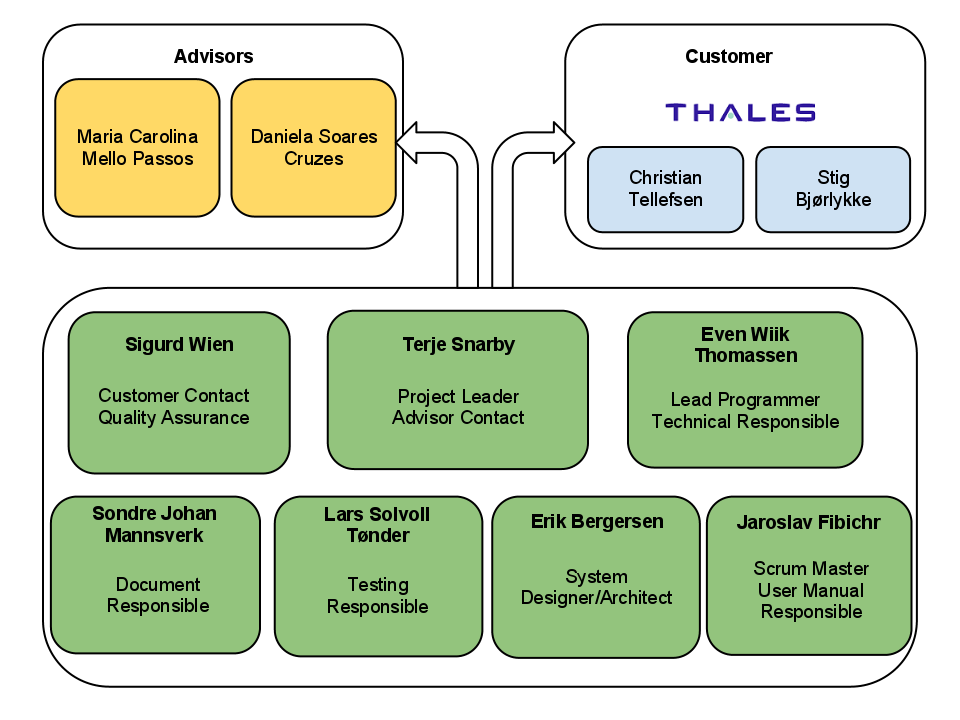 Advisors
Maria Carolina
Mello Passos
Daniela Soares
Cruzes
Customer
THALES
Christian
Tellefsen
Stig
Bjørlykke
Sigurd Wien
Customer Contact
Quality Assurance
Terje Snarby
Project Leader
Advisor Contact
Even Wiik
Thomassen
Lead Programmer
Technical Responsible
Sondre Johan
Mannsverk
Document
Responsible
Lars Solvoll
Tønder
Testing
Responsible
Erik Bergersen
System
Designer/Architect
Jaroslav Fibichr
Scrum Master
User Manual
Responsible